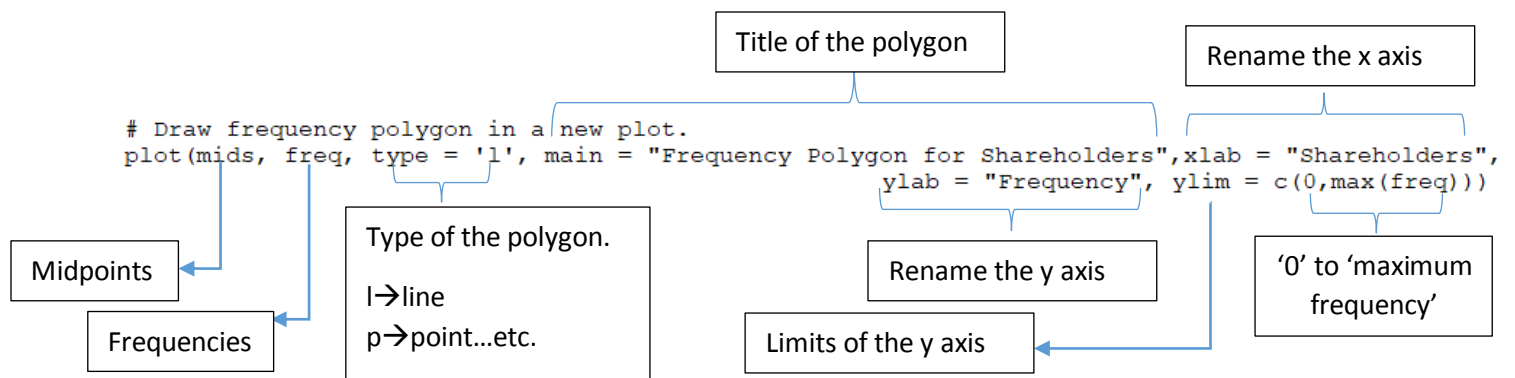 Title of the polygon
Rename the x axis
# Draw frequency polygon in a new plot.
plot(mids, freq, type = 'l', main = "Frequency Polygon for Shareholders",xlab = "Shareholders",
ylab = "Frequency", ylim = c(0,max(freq)))
Midpoints
Frequencies
Type of the polygon.
l→line
p→point…etc.
Rename the y axis
Limits of the y axis
‘0’ to ‘maximum
frequency’